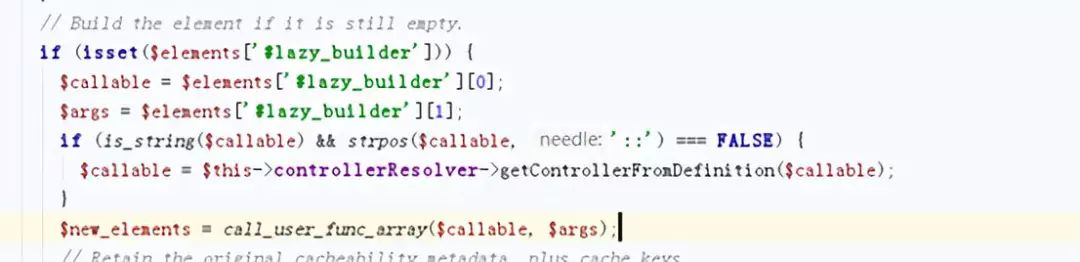 // Build the element if it is still empty.
if (isset($elements['#lazy_builder'])) {
$callable = $elements['#lazy_builder'][0];
$args = $elements['#lazy_builder'][1];
if (is_string($callable) && strpos($callable, needle: '::') === FALSE) {
$callable = $this->controllerResolver->getControllerFromDefinition($callable);
}
$new_elements = call_user_func_array($callable, $args);
// Retain the original cacheability metadata, plus cache keys.